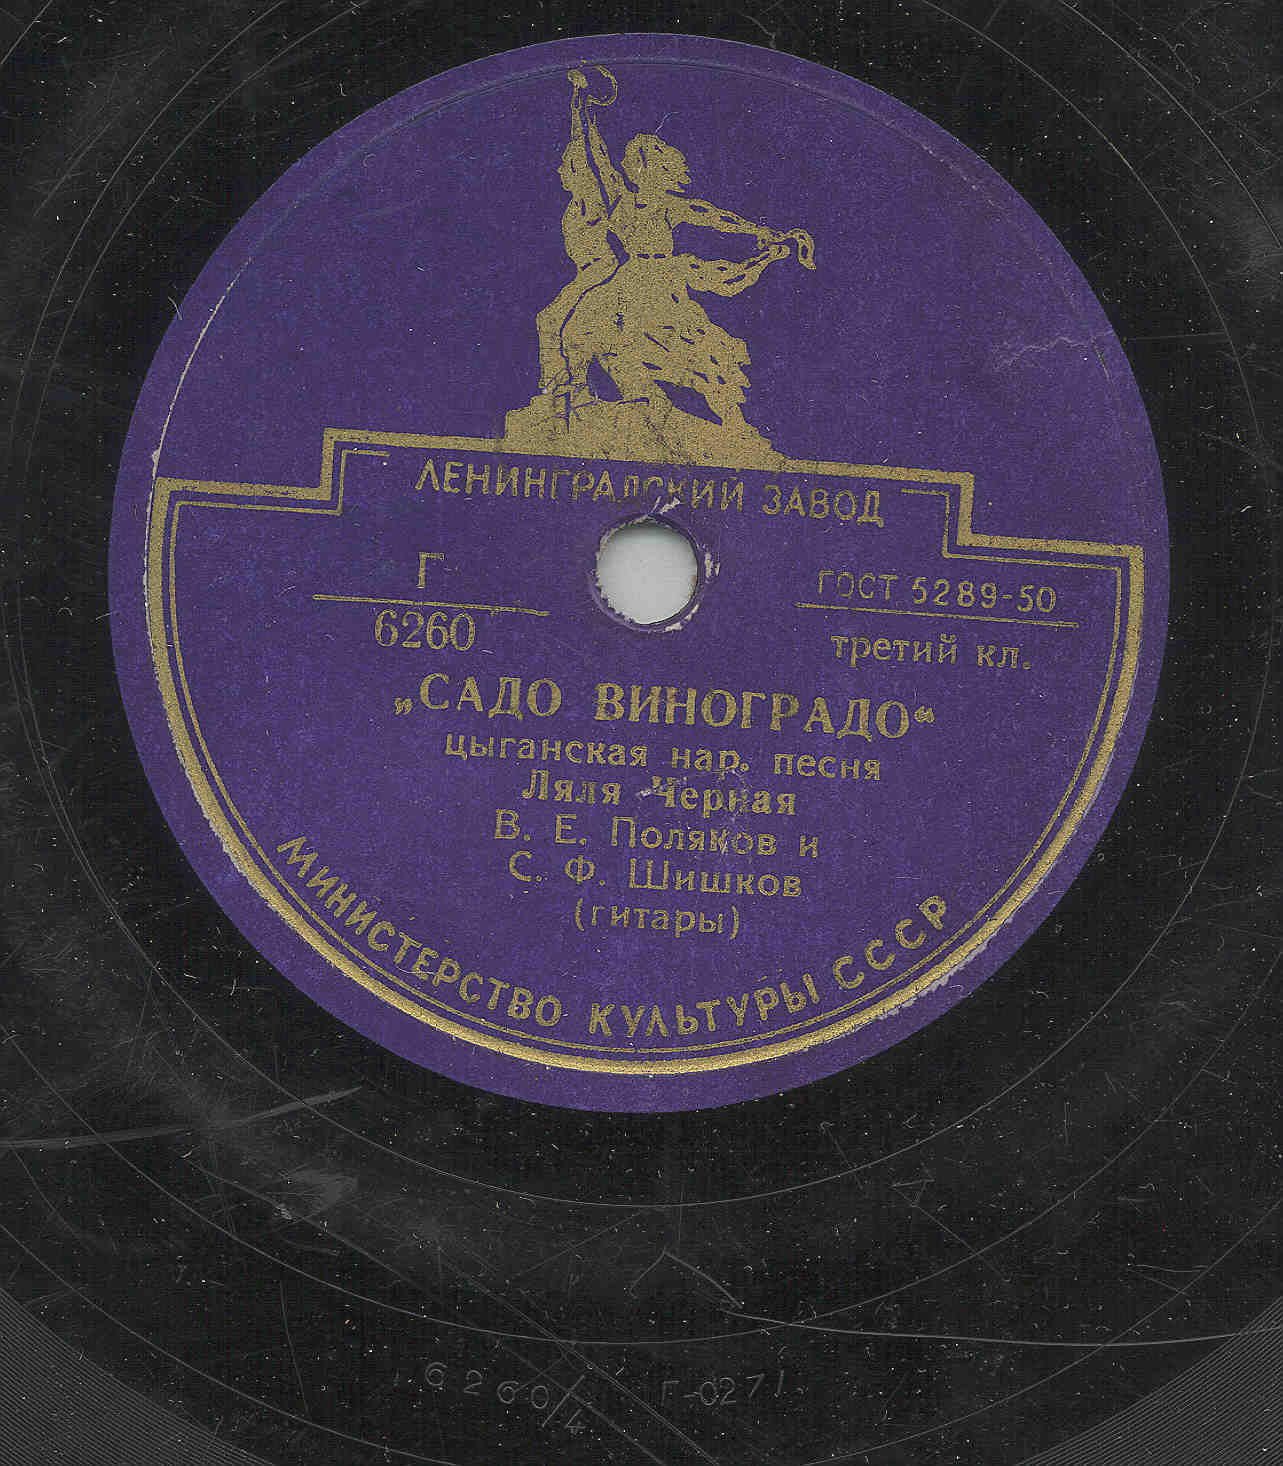 ЛЕНИНГРАДСКИЙ ЗАВОД
Г
6260
ГОСТ 5289-50
третий кл.
„САДО ВИНОГРАДО“
цыганская нар. песня
Ляля Черная
В. Е. Поляков и
С. Ф. Шишков
(гитары)
МИНИСТЕРСТВО КУЛЬТУРЫ СССР
6260/4 Г-0271